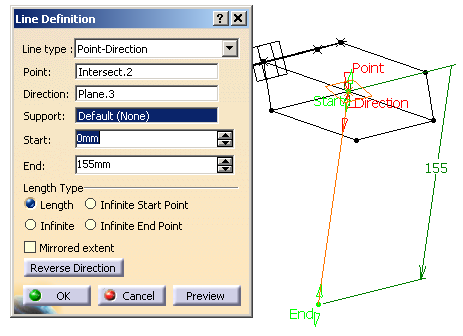 Line Definition
Line type : Point-Direction
Point: Intersect.2
Direction: Plane.3
Support: Default (None)
Start: 0mm
End: 155mm
Length Type
Length Infinite Start Point
Infinite Infinite End Point
Mirrored extent
Reverse Direction
OK Cancel Preview
Point
Start
Direction
155
End